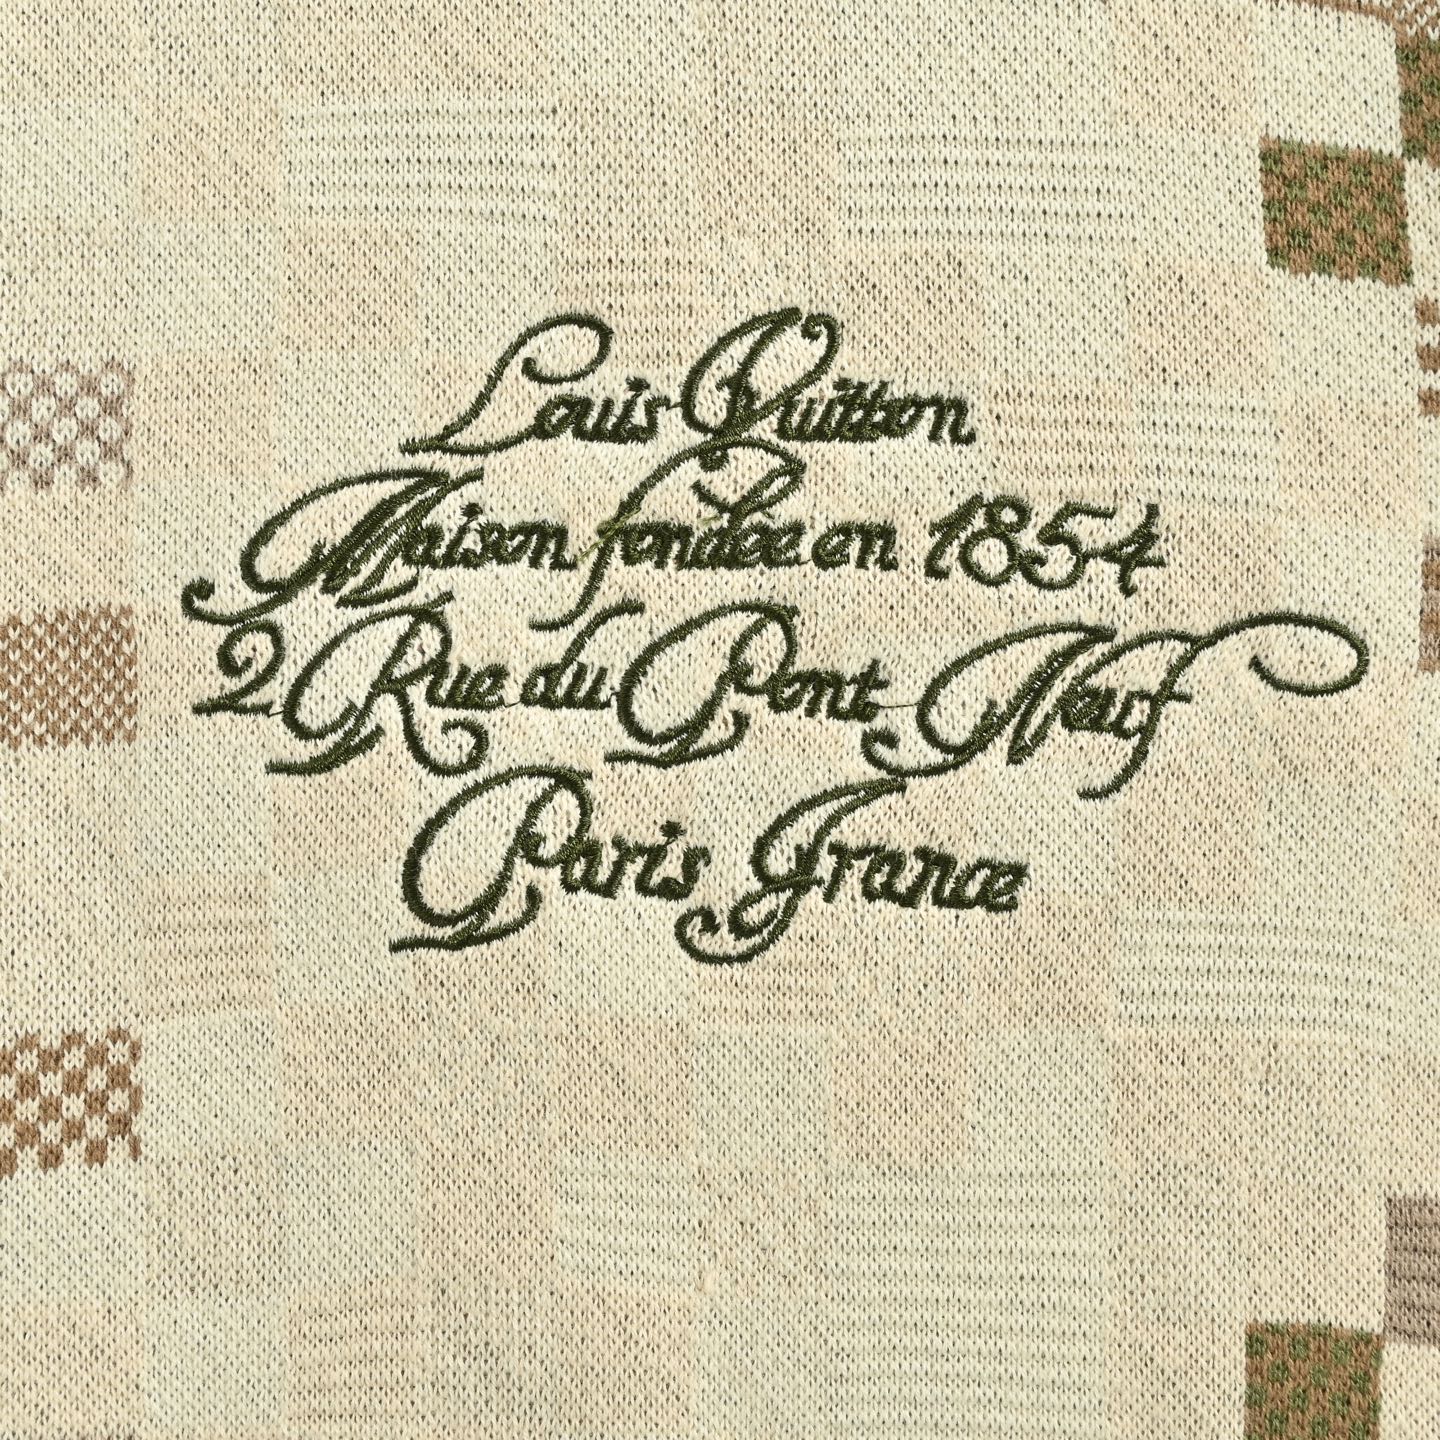 Louis Vuitton
Maison fondée en 1854
2 Rue du Pont Neuf
Paris France